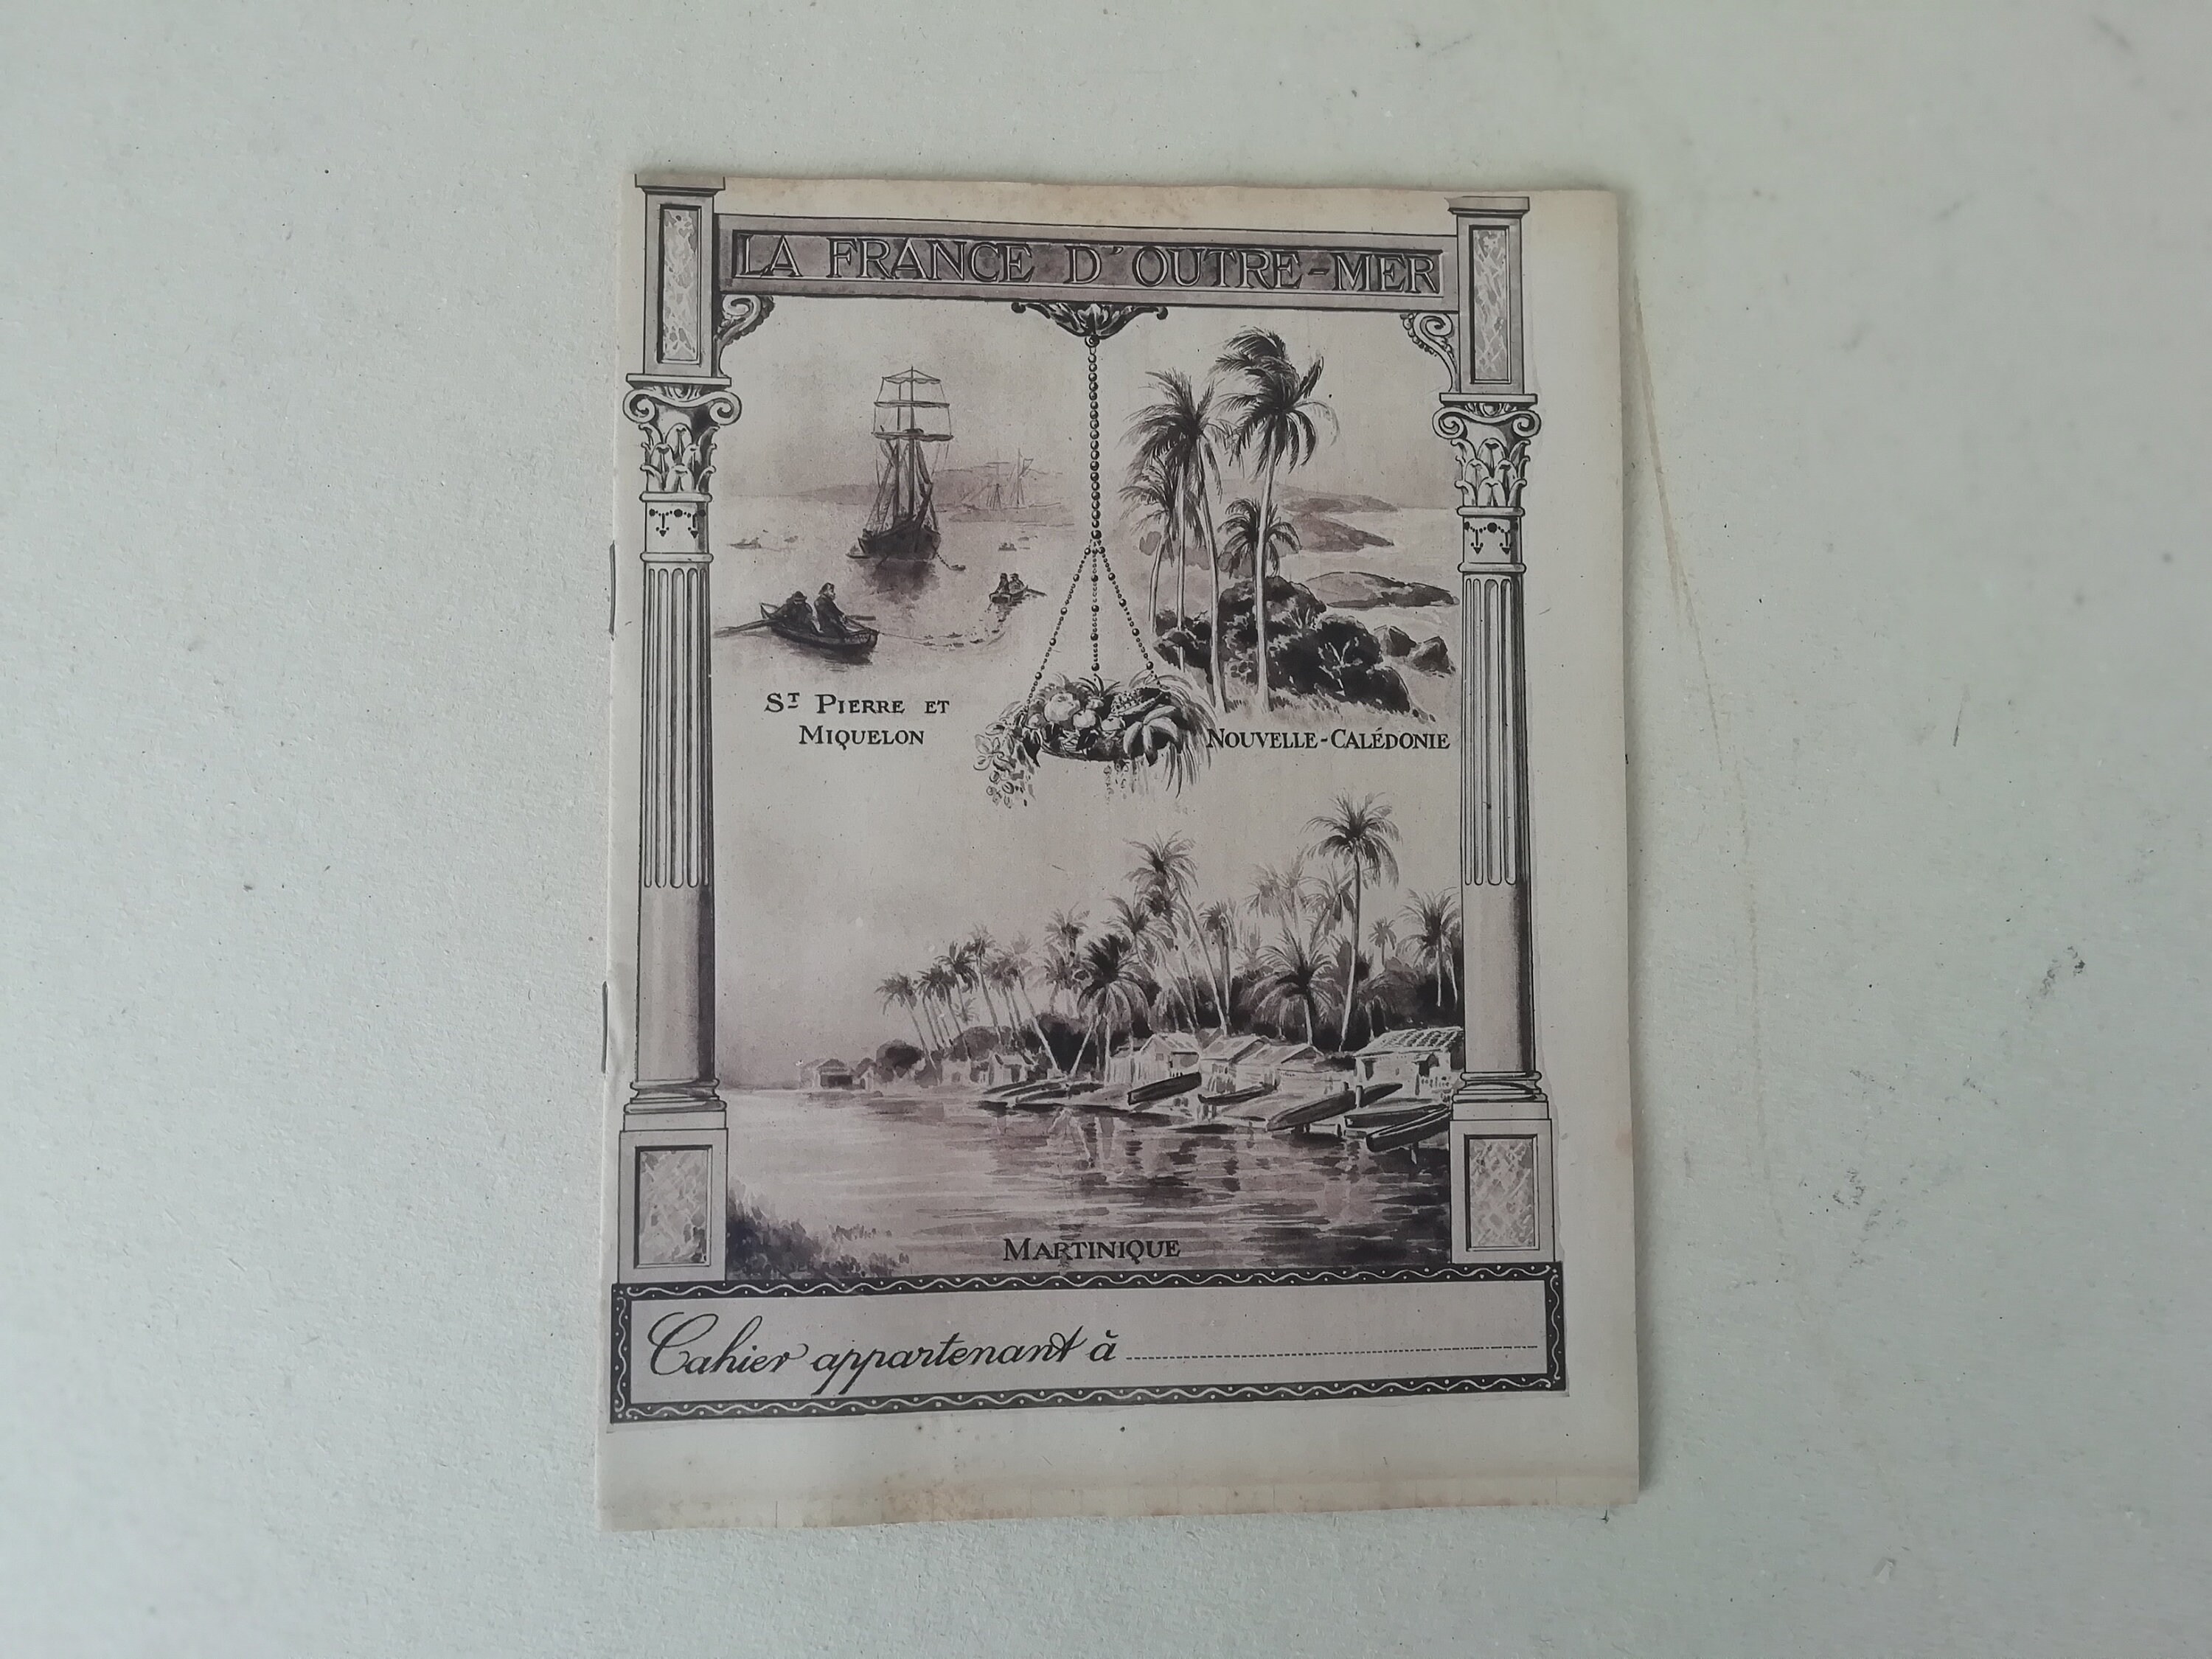 LA FRANCE D'OUTRE-MER
ST PIERRE ET
MIQUELON
NOUVELLE-CALÉDONIE
MARTINIQUE
Cahier appartenant à